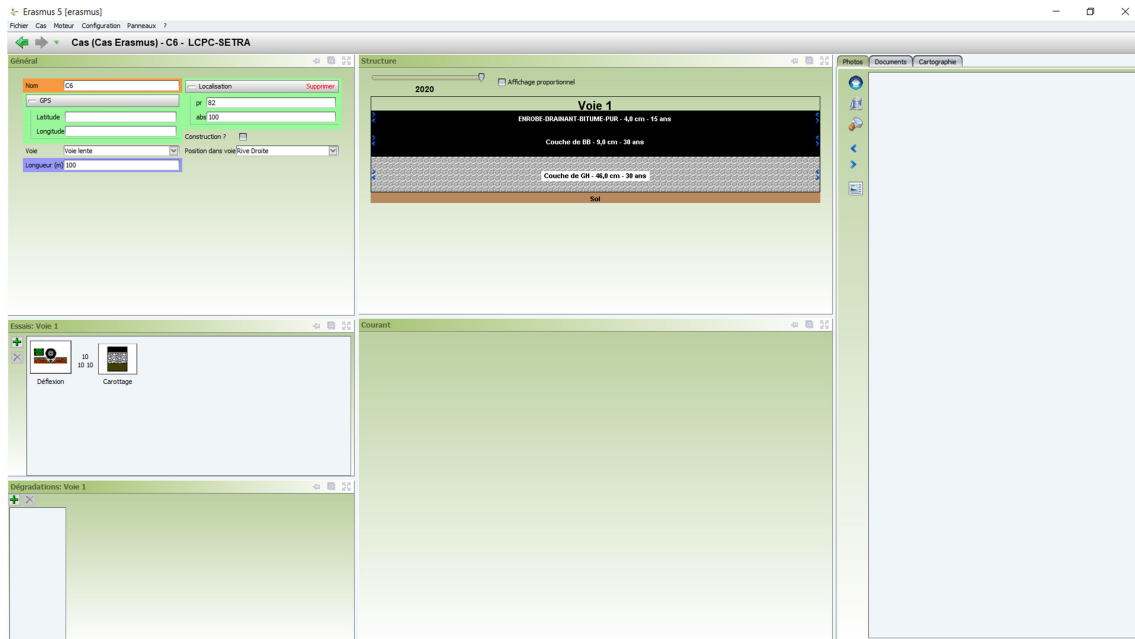 Erasmus 5 [erasmus]
Fichier Cas Moteur Configuration Panneaux ?
Cas (Cas Erasmus) - C6 - LCPC-SETRA
Général
Nom C6
GPS
Latitude
Longitude
Voie Voie lente
Longueur (m) 100
Localisation Supprimer
pr 82
abs 100
Construction ?
Position dans voie Rive Droite
Structure
2020
Affichage proportionnel
Voie 1
ENROBE-DRAINANT-BITUME-PUR - 4,0 cm - 15 ans
Couche de BB - 9,0 cm - 30 ans
Couche de GH - 46,0 cm - 30 ans
Sol
Photos Documents Cartographie
Essais: Voie 1
10
10 10
Déflexion Carottage
Courant
Dégradations: Voie 1